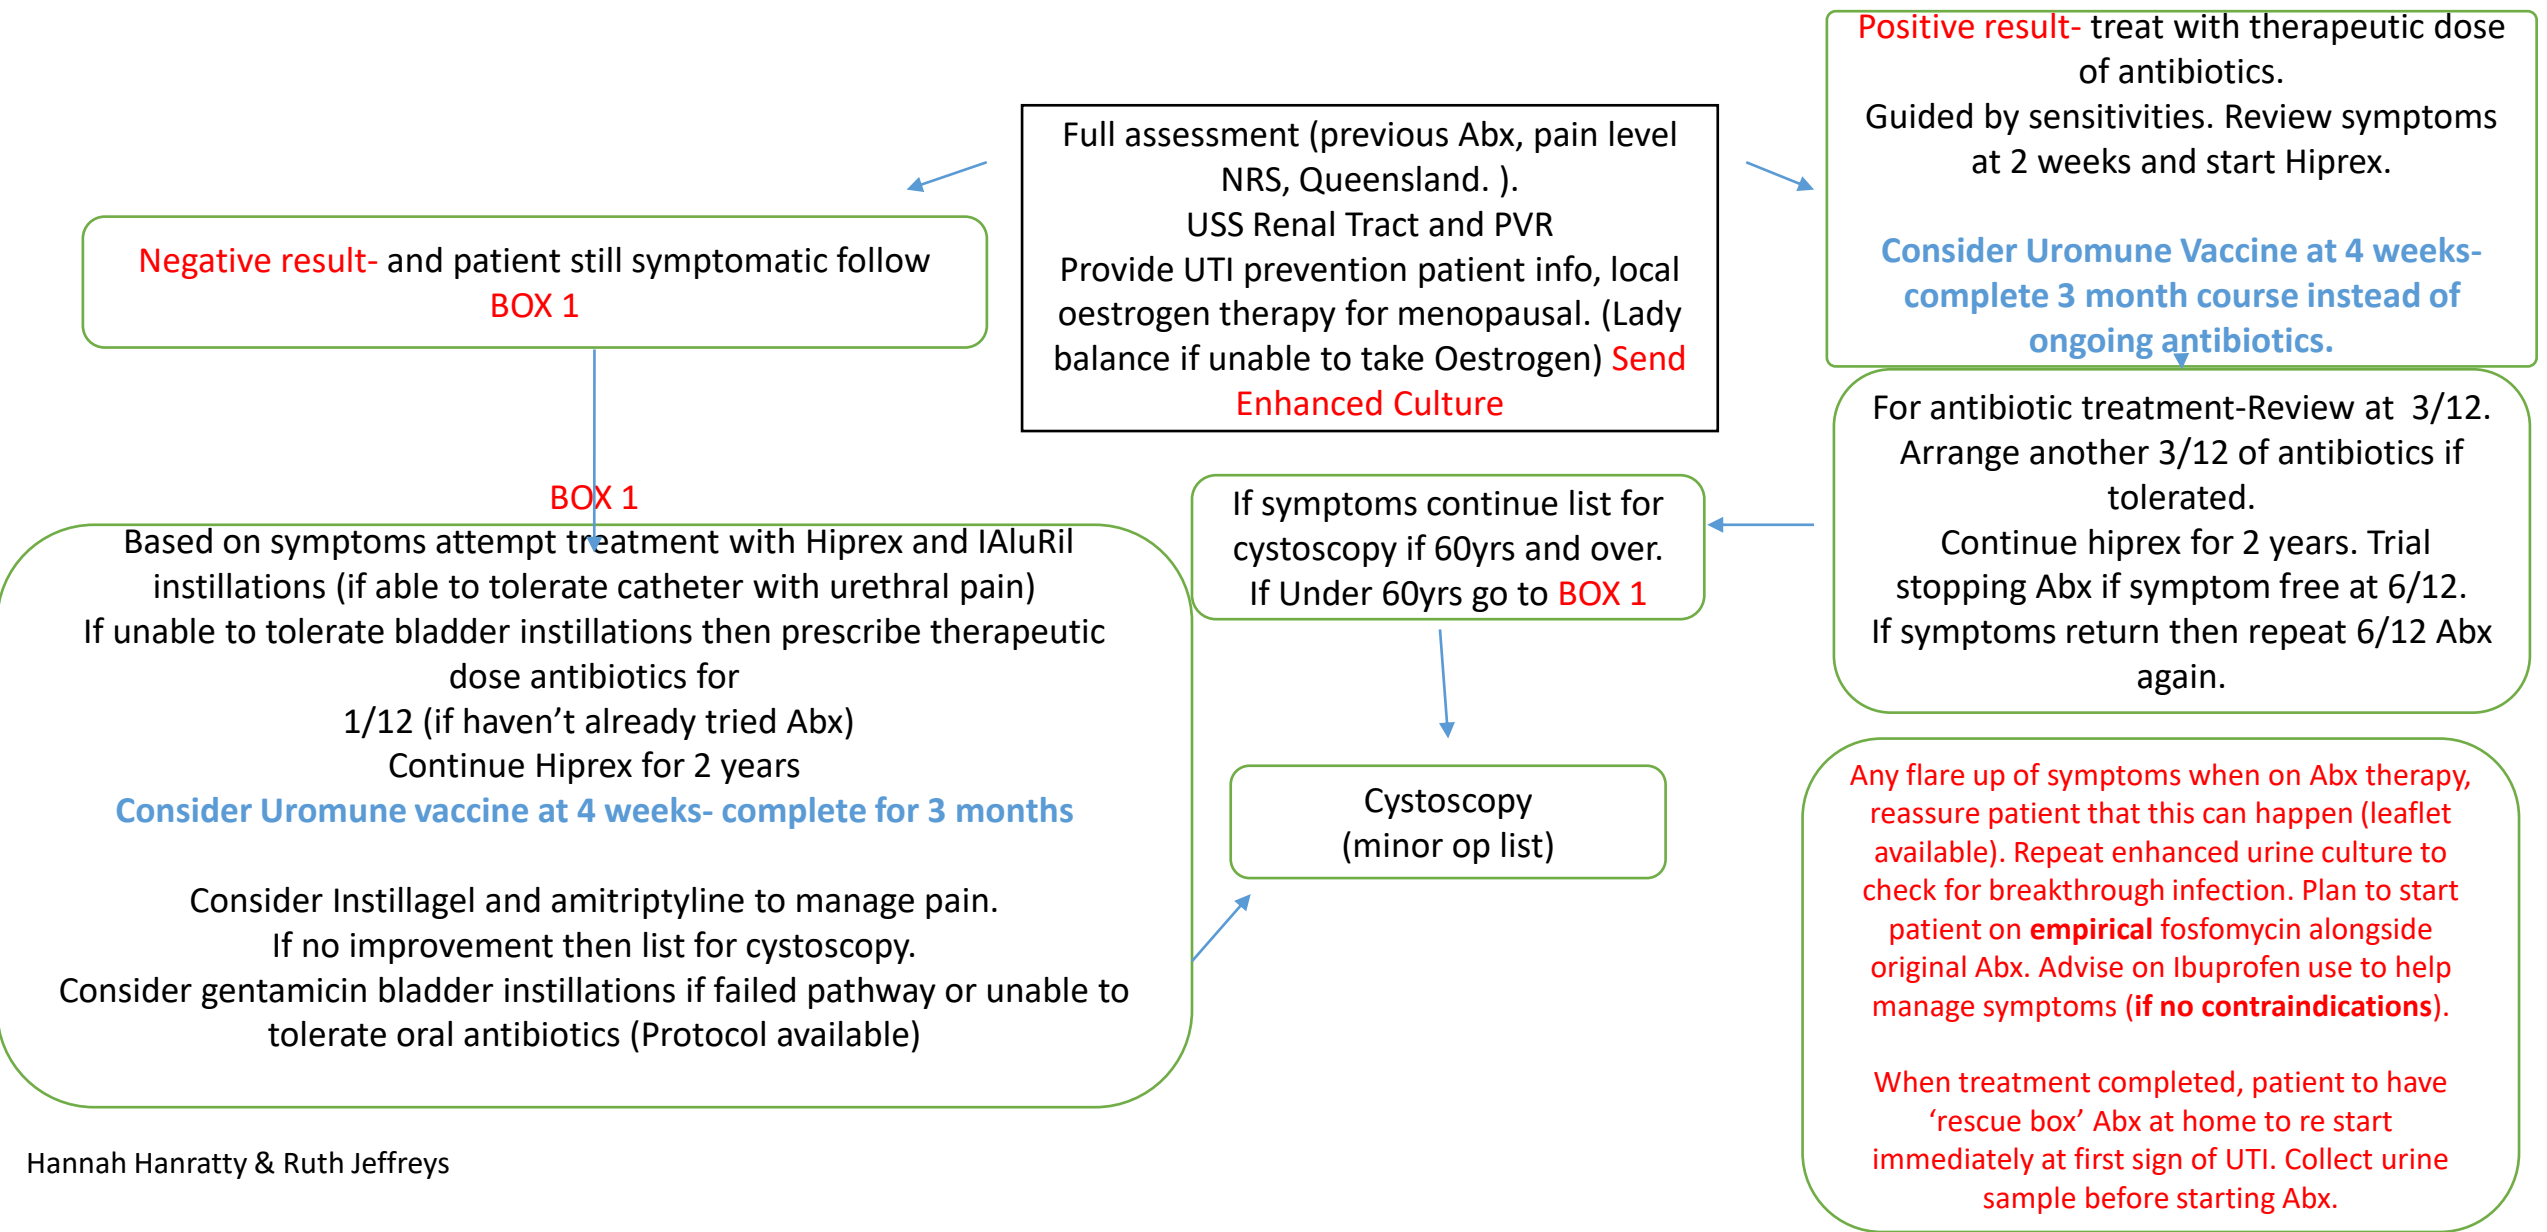 Full assessment (previous Abx, pain level
NRS, Queensland. ).
USS Renal Tract and PVR
Provide UTI prevention patient info, local
oestrogen therapy for menopausal. (Lady
balance if unable to take Oestrogen) Send
Enhanced Culture
Negative result- and patient still symptomatic follow
BOX 1
BOX 1
Based on symptoms attempt treatment with Hiprex and IAluRil
instillations (if able to tolerate catheter with urethral pain)
If unable to tolerate bladder instillations then prescribe therapeutic
dose antibiotics for
1/12 (if haven’t already tried Abx)
Continue Hiprex for 2 years
Consider Uromune vaccine at 4 weeks- complete for 3 months
Consider Instillagel and amitriptyline to manage pain.
If no improvement then list for cystoscopy.
Consider gentamicin bladder instillations if failed pathway or unable to
tolerate oral antibiotics (Protocol available)
Positive result- treat with therapeutic dose
of antibiotics.
Guided by sensitivities. Review symptoms
at 2 weeks and start Hiprex.
Consider Uromune Vaccine at 4 weeks-
complete 3 month course instead of
ongoing antibiotics.
For antibiotic treatment-Review at  3/12.
Arrange another 3/12 of antibiotics if
tolerated.
Continue hiprex for 2 years. Trial
stopping Abx if symptom free at 6/12.
If symptoms return then repeat 6/12 Abx
again.
If symptoms continue list for
cystoscopy if 60yrs and over.
If Under 60yrs go to BOX 1
Cystoscopy
(minor op list)
Any flare up of symptoms when on Abx therapy,
reassure patient that this can happen (leaflet
available). Repeat enhanced urine culture to
check for breakthrough infection. Plan to start
patient on empirical fosfomycin alongside
original Abx. Advise on Ibuprofen use to help
manage symptoms (if no contraindications).
When treatment completed, patient to have
‘rescue box’ Abx at home to re start
immediately at first sign of UTI. Collect urine
sample before starting Abx.
Hannah Hanratty & Ruth Jeffreys